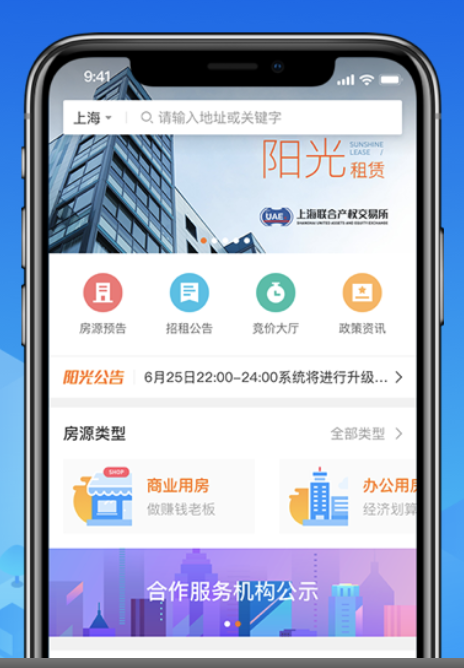 9:41
上海
请输入地址或关键字
阳光租赁
SUNSHINE
LEASE /
UAE 上海联合产权交易所
SHANGHAI UNITED ASSETS AND EQUITY EXCHANGE
房源预告
招租公告
竞价大厅
政策资讯
阳光公告 6月25日22:00-24:00系统将进行升级...
房源类型 全部类型
SHOP
商业用房
做赚钱老板
办公用房
经济划算
合作服务机构公示